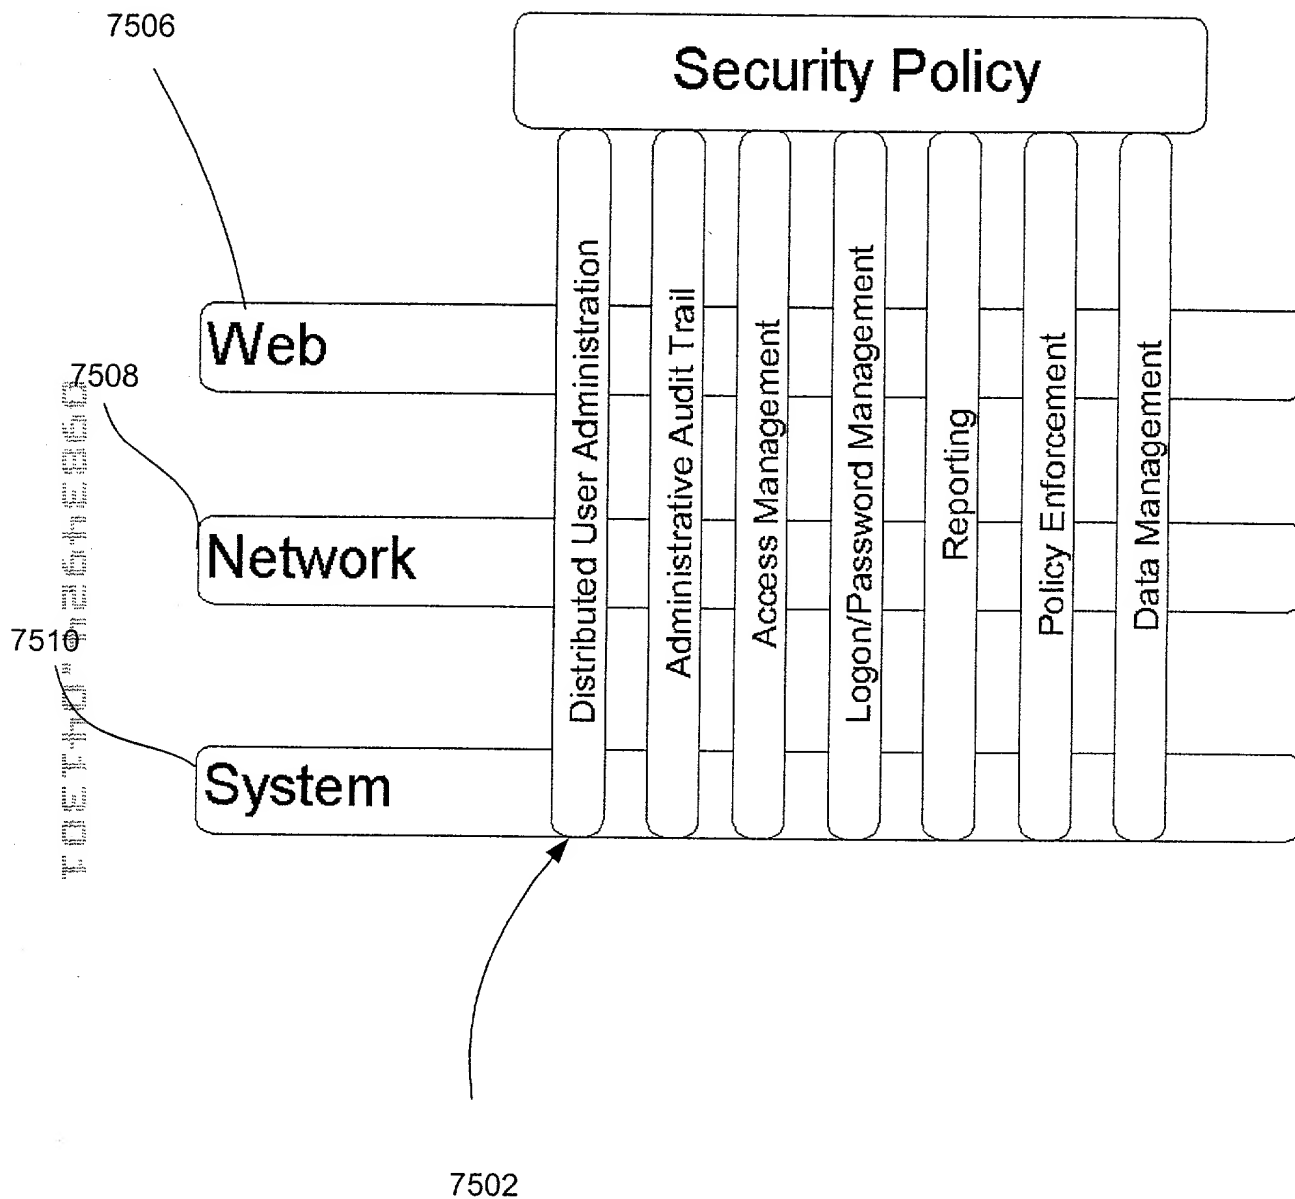 7506
Security Policy
Web
7508
Network
7510
System
Distributed User Administration
Administrative Audit Trail
Access Management
Logon/Password Management
Reporting
Policy Enforcement
Data Management
7502